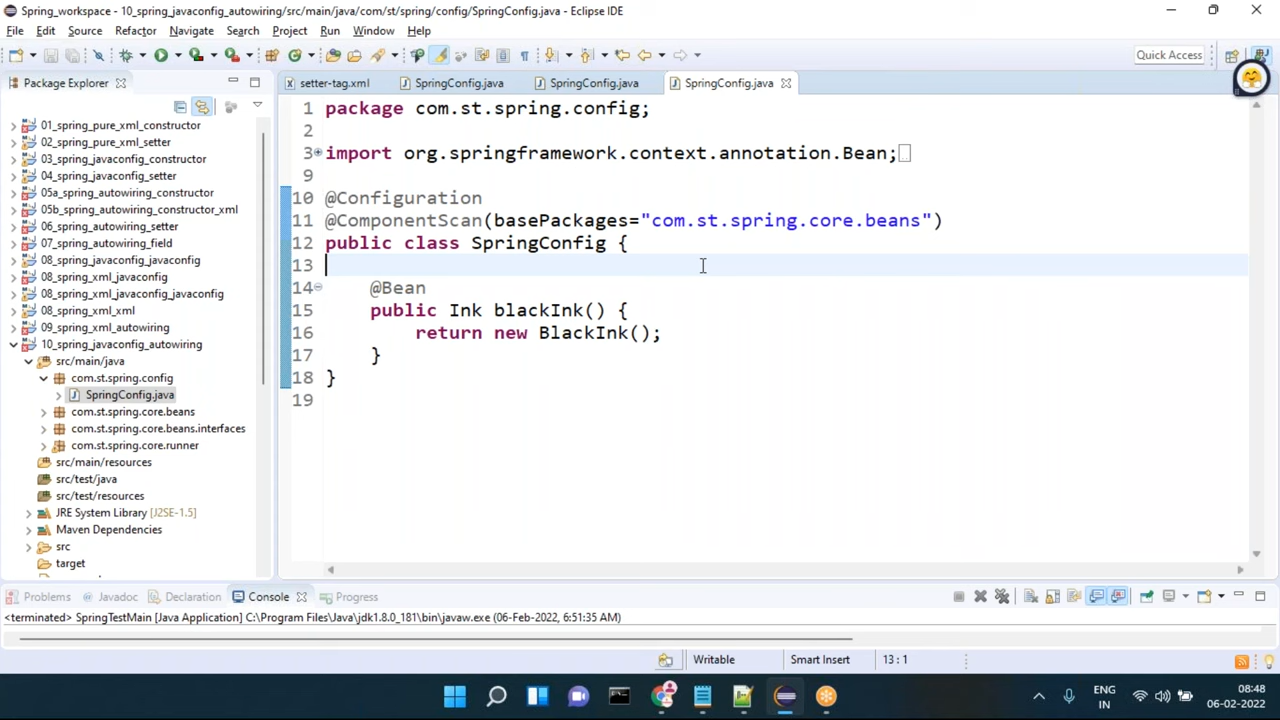 Spring_workspace - 10_spring_javaconfig_autowiring/src/main/java/com/st/spring/config/SpringConfig.java - Eclipse IDE
File Edit Source Refactor Navigate Search Project Run Window Help
Quick Access
Package Explorer
setter-tag.xml SpringConfig.java SpringConfig.java SpringConfig.java
01_spring_pure_xml_constructor
02_spring_pure_xml_setter
03_spring_javaconfig_constructor
04_spring_javaconfig_setter
05a_spring_autowiring_constructor
05b_spring_autowiring_constructor_xml
06_spring_autowiring_setter
07_spring_autowiring_field
08_spring_javaconfig_javaconfig
08_spring_xml_javaconfig
08_spring_javaconfig_javaconfig
08_spring_xml_xml
09_spring_xml_autowiring
10_spring_javaconfig_autowiring
src/main/java
com.st.spring.config
SpringConfig.java
com.st.spring.core.beans
com.st.spring.core.beans.interfaces
com.st.spring.core.runner
src/main/resources
src/test/java
src/test/resources
JRE System Library [J2SE-1.5]
Maven Dependencies
src
target
1 package com.st.spring.config;
2
3 import org.springframework.context.annotation.Bean;
9
10 @Configuration
11 @ComponentScan(basePackages="com.st.spring.core.beans")
12 public class SpringConfig {
13
14 @Bean
15 public Ink blackInk() {
16 return new BlackInk();
17 }
18 }
19
Problems Javadoc Declaration Console Progress
<terminated> SpringTestMain [Java Application] C:\Program Files\Java\jdk1.8.0_181\bin\javaw.exe (06-Feb-2022, 6:51:35 AM)
Writable Smart Insert 13 : 1
ENG
IN
08:48
06-02-2022